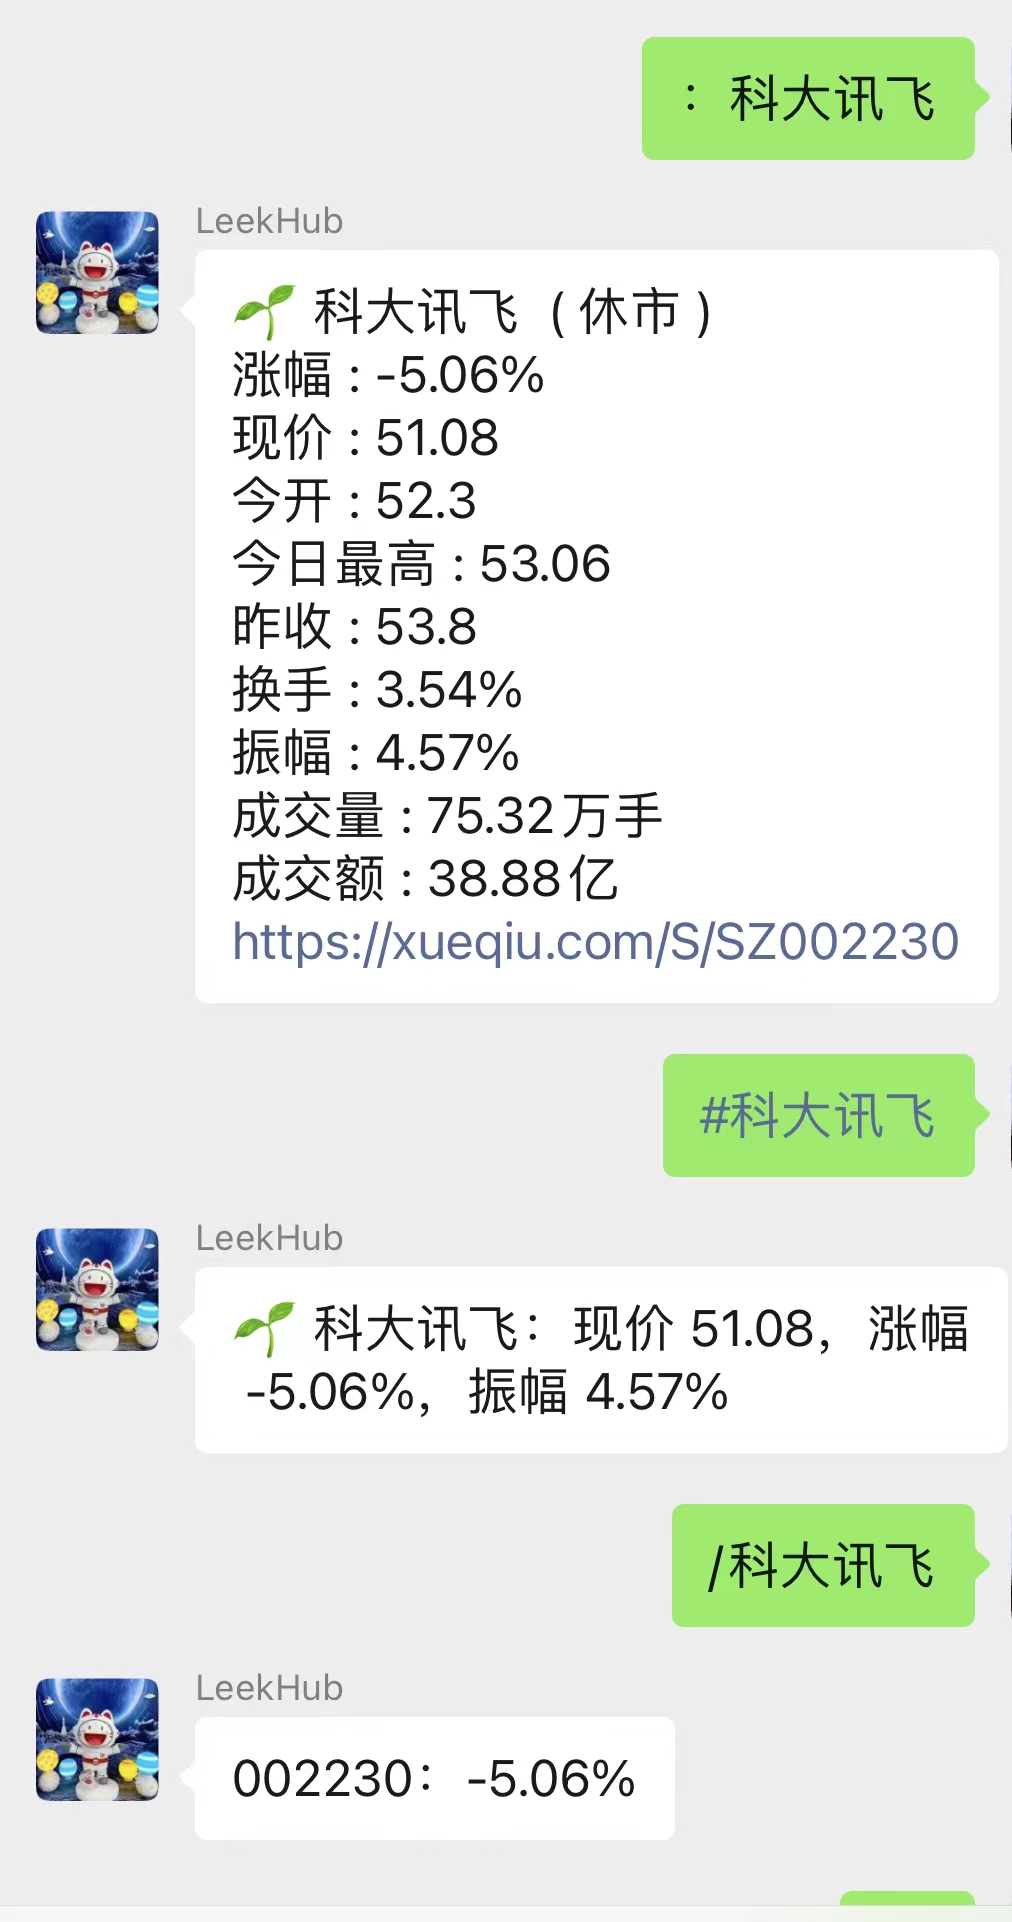 ：科大讯飞
LeekHub
🌱 科大讯飞（休市）
涨幅：-5.06%
现价：51.08
今开：52.3
今日最高：53.06
昨收：53.8
换手：3.54%
振幅：4.57%
成交量：75.32万手
成交额：38.88亿
https://xueqiu.com/S/SZ002230
#科大讯飞
LeekHub
🌱 科大讯飞：现价 51.08，涨幅
-5.06%，振幅 4.57%
/科大讯飞
LeekHub
002230：-5.06%